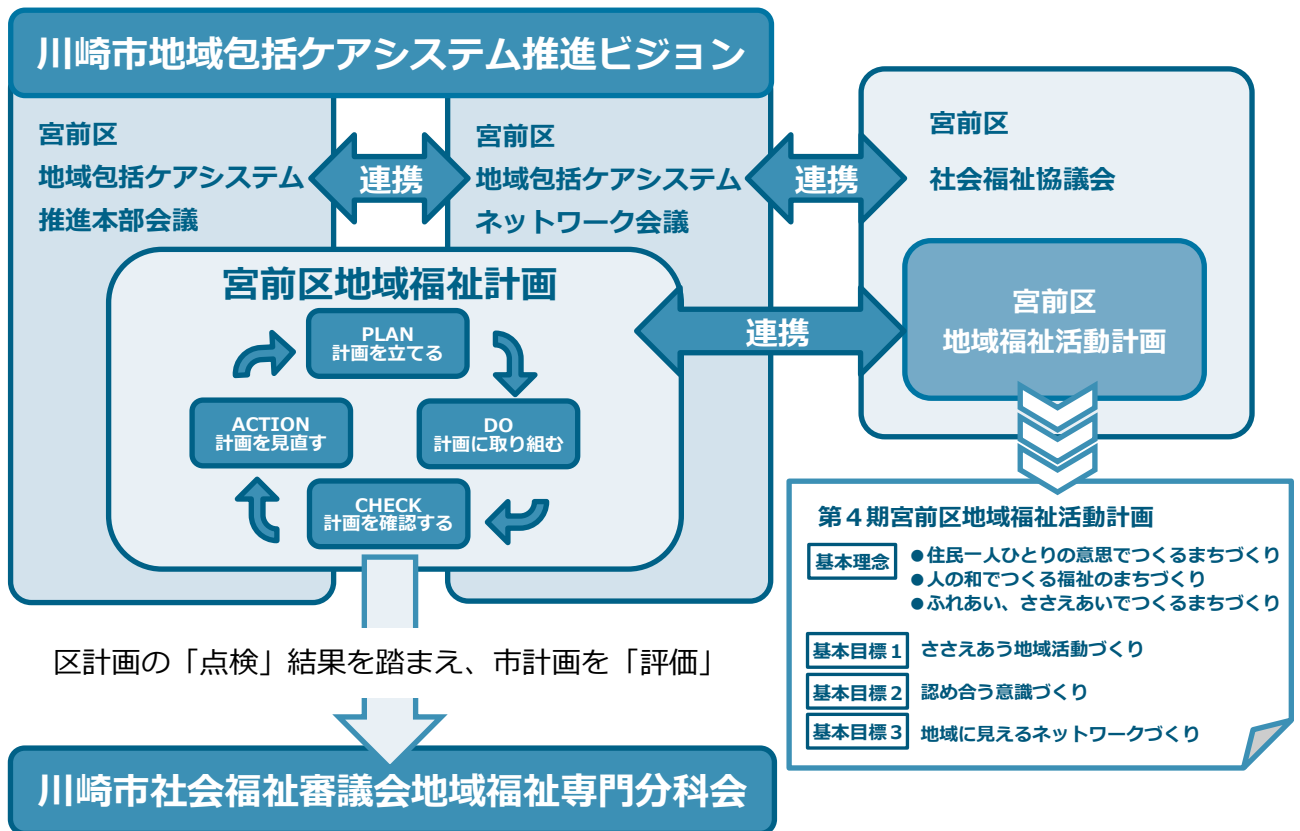 川崎市地域包括ケアシステム推進ビジョン
宮前区
地域包括ケアシステム
推進本部会議
連携
宮前区
地域包括ケアシステム
ネットワーク会議
連携
宮前区
社会福祉協議会
宮前区地域福祉計画
PLAN
計画を立てる
DO
計画に取り組む
CHECK
計画を確認する
ACTION
計画を見直す
連携
宮前区
地域福祉活動計画
第4期宮前区地域福祉活動計画
基本理念
●住民一人ひとりの意思でつくるまちづくり
●人の和でつくる福祉のまちづくり
●ふれあい、ささえあいでつくるまちづくり
基本目標1 ささえあう地域活動づくり
基本目標2 認め合う意識づくり
基本目標3 地域に見えるネットワークづくり
区計画の「点検」結果を踏まえ、市計画を「評価」
川崎市社会福祉審議会地域福祉専門分科会